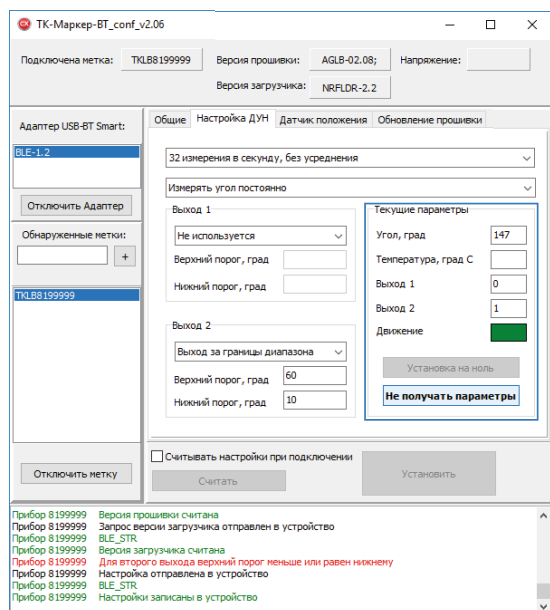 ТК-Маркер-BT_conf_v2.06
Подключена метка: TKLB8199999 Версия прошивки: AGLB-02.08; Напряжение:
Версия загрузчика: NRFLDR-2.2
Адаптер USB-BT Smart:
BLE-1.2
Отключить Адаптер
Обнаруженные метки:
+
TKLB8199999
Отключить метку
Общие Настройка ДУН Датчик положения Обновление прошивки
32 измерения в секунду, без усреднения
Измерять угол постоянно
Выход 1
Не используется
Верхний порог, град
Нижний порог, град
Выход 2
Выход за границы диапазона
Верхний порог, град 60
Нижний порог, град 10
Текущие параметры
Угол, град 147
Температура, град С
Выход 1 0
Выход 2 1
Движение
Установка на ноль
Не получать параметры
Считывать настройки при подключении
Считать
Установить
Прибор 8199999 Версия прошивки считана
Прибор 8199999 Запрос версии загрузчика отправлен в устройство
Прибор 8199999 BLE_STR
Прибор 8199999 Версия загрузчика считана
Прибор 8199999 Для второго выхода верхний порог меньше или равен нижнему
Прибор 8199999 Настройка отправлена в устройство
Прибор 8199999 BLE_STR
Прибор 8199999 Настройки записаны в устройство